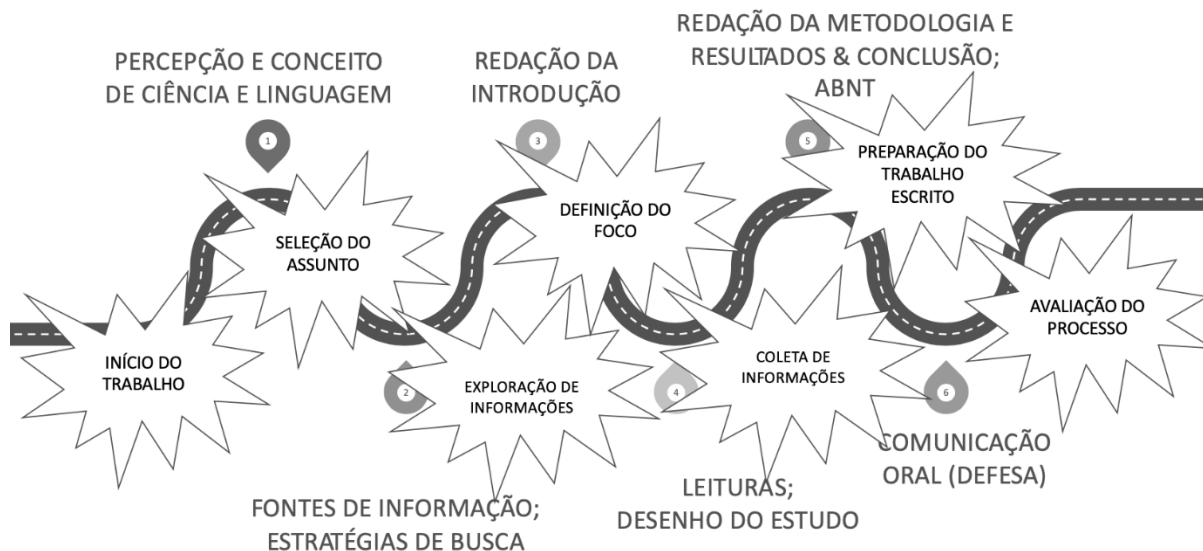 PERCEPÇÃO E CONCEITO
DE CIÊNCIA E LINGUAGEM
1
REDAÇÃO DA
INTRODUÇÃO
3
REDAÇÃO DA METODOLOGIA E
RESULTADOS & CONCLUSÃO;
ABNT
5
INÍCIO DO
TRABALHO
SELEÇÃO DO
ASSUNTO
EXPLORAÇÃO DE
INFORMAÇÕES
DEFINIÇÃO DO
FOCO
COLETA DE
INFORMAÇÕES
PREPARAÇÃO DO
TRABALHO
ESCRITO
AVALIAÇÃO DO
PROCESSO
2
FONTES DE INFORMAÇÃO;
ESTRATÉGIAS DE BUSCA
4
LEITURAS;
DESENHO DO ESTUDO
6
COMUNICAÇÃO
ORAL (DEFESA)